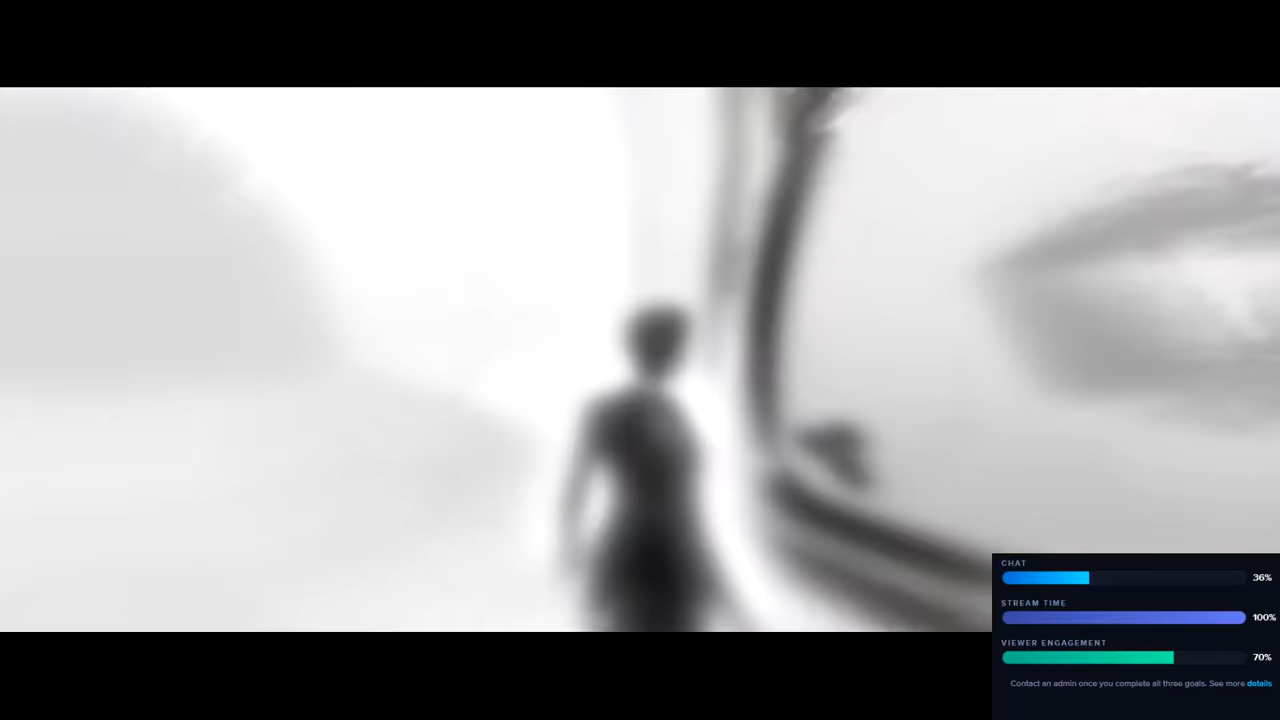 CHAT
36%
STREAM TIME
100%
VIEWER ENGAGEMENT
70%
Contact an admin once you complete all three goals. See more details